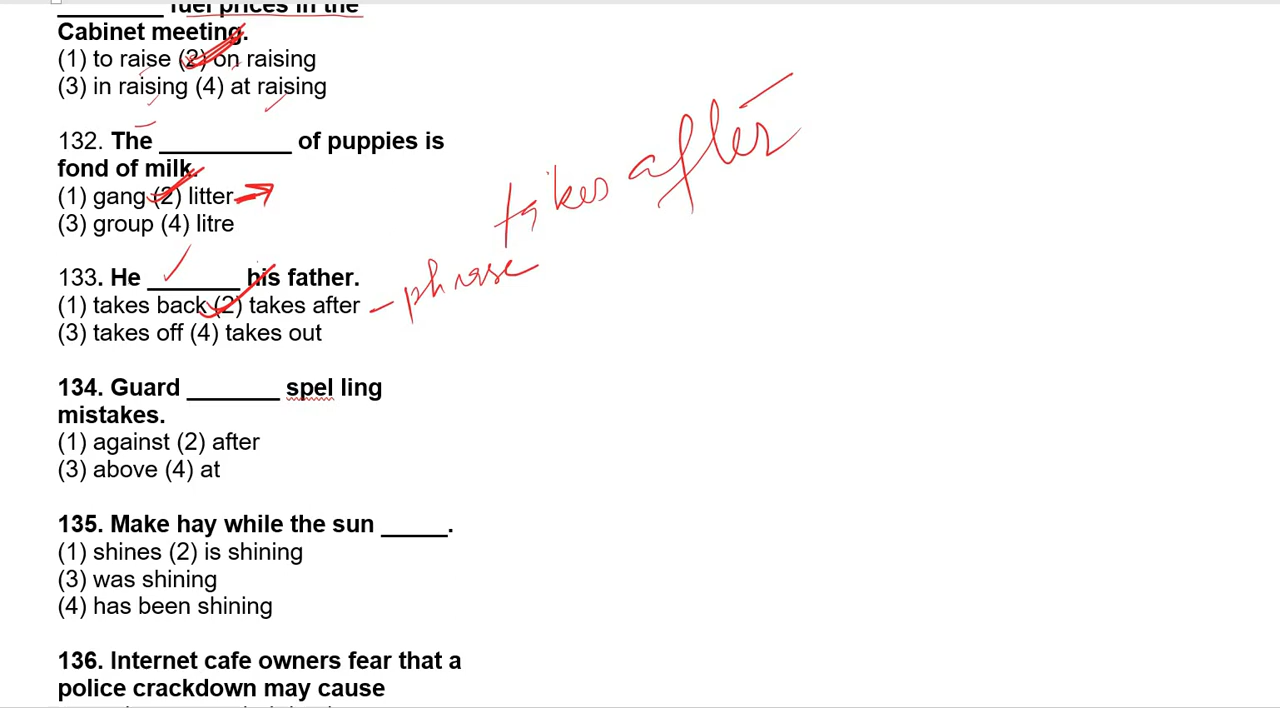 ________ fuel prices in the
Cabinet meeting.
(1) to raise (2) on raising
(3) in raising (4) at raising
132. The __________ of puppies is
fond of milk.
(1) gang (2) litter
(3) group (4) litre
takes after
133. He _______ his father.
(1) takes back (2) takes after - phrase
(3) takes off (4) takes out
134. Guard _______ spel ling
mistakes.
(1) against (2) after
(3) above (4) at
135. Make hay while the sun _____.
(1) shines (2) is shining
(3) was shining
(4) has been shining
136. Internet cafe owners fear that a
police crackdown may cause